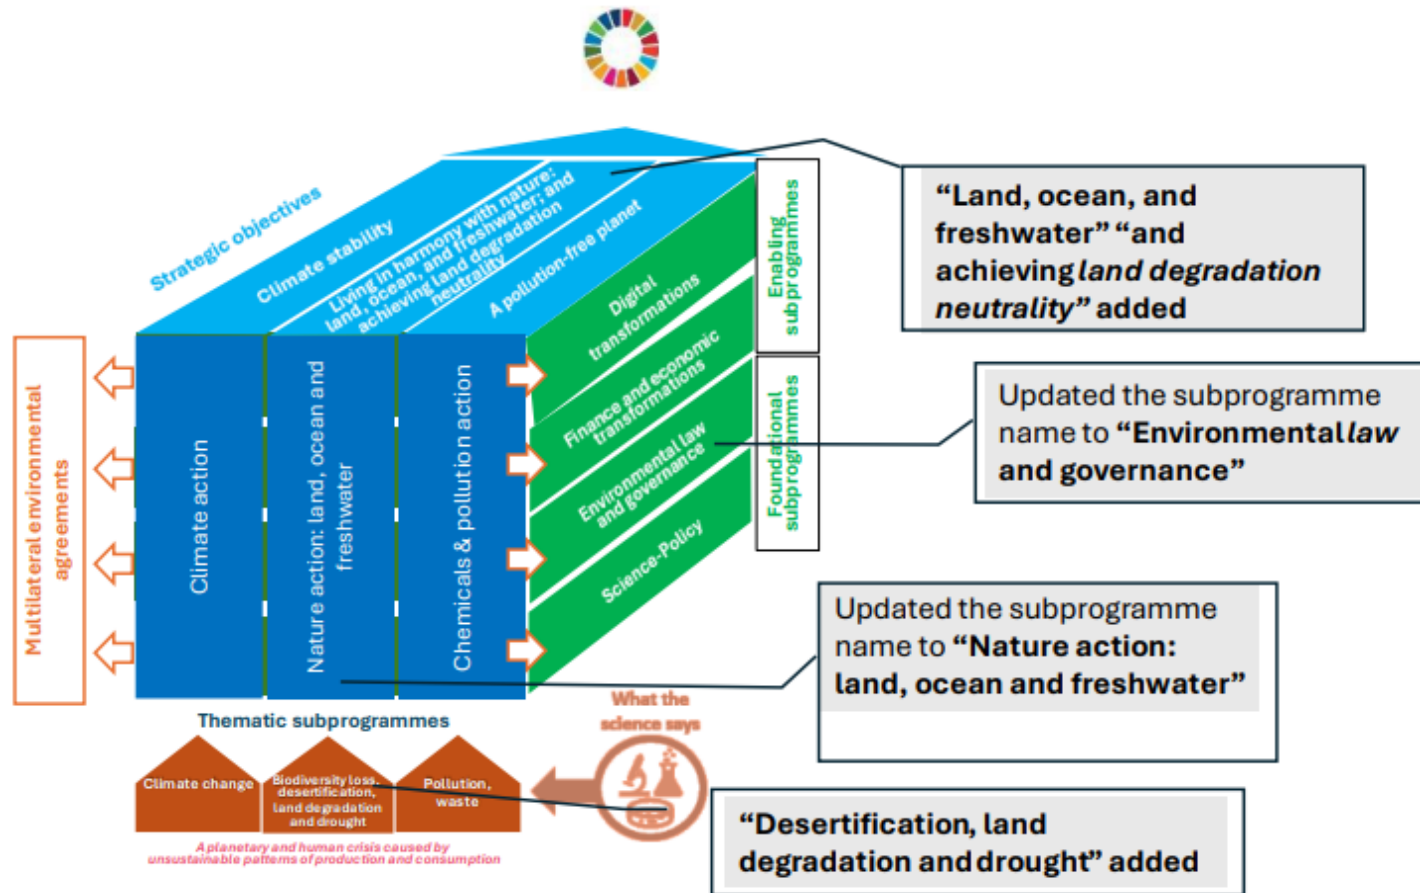 Strategic objectives
Climate stability
Living in harmony with nature:
land, ocean, and freshwater; and
achieving land degradation
neutrality
A pollution-free planet
Multilateral environmental
agreements
Climate action
Nature action: land, ocean and
freshwater
Chemicals & pollution action
Digital
transformations
Finance and economic
transformations
Environmental law
and governance
Science-Policy
Enabling
subprogrammes
Foundational
subprogrammes
“Land, ocean, and
freshwater” “and
achieving land degradation
neutrality” added
Updated the subprogramme
name to “Environmental law
and governance”
Updated the subprogramme
name to “Nature action:
land, ocean and freshwater”
Thematic subprogrammes
What the
science says
Climate change
Biodiversity loss,
desertification,
land degradation
and drought
Pollution,
waste
A planetary and human crisis caused by
unsustainable patterns of production and consumption
“Desertification, land
degradation and drought” added